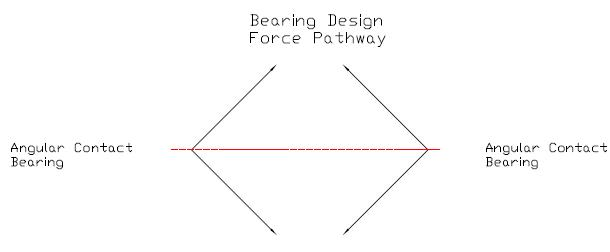 Bearing Design
Force Pathway
Angular Contact
Bearing
Angular Contact
Bearing